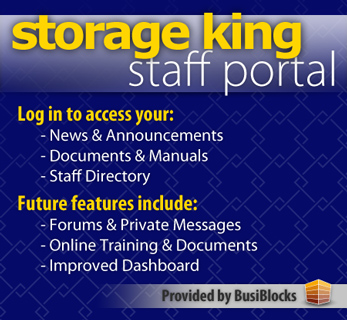 storage king
staff portal
Log in to access your:
- News & Announcements
- Documents & Manuals
- Staff Directory
Future features include:
- Forums & Private Messages
- Online Training & Documents
- Improved Dashboard
Provided by BusiBlocks